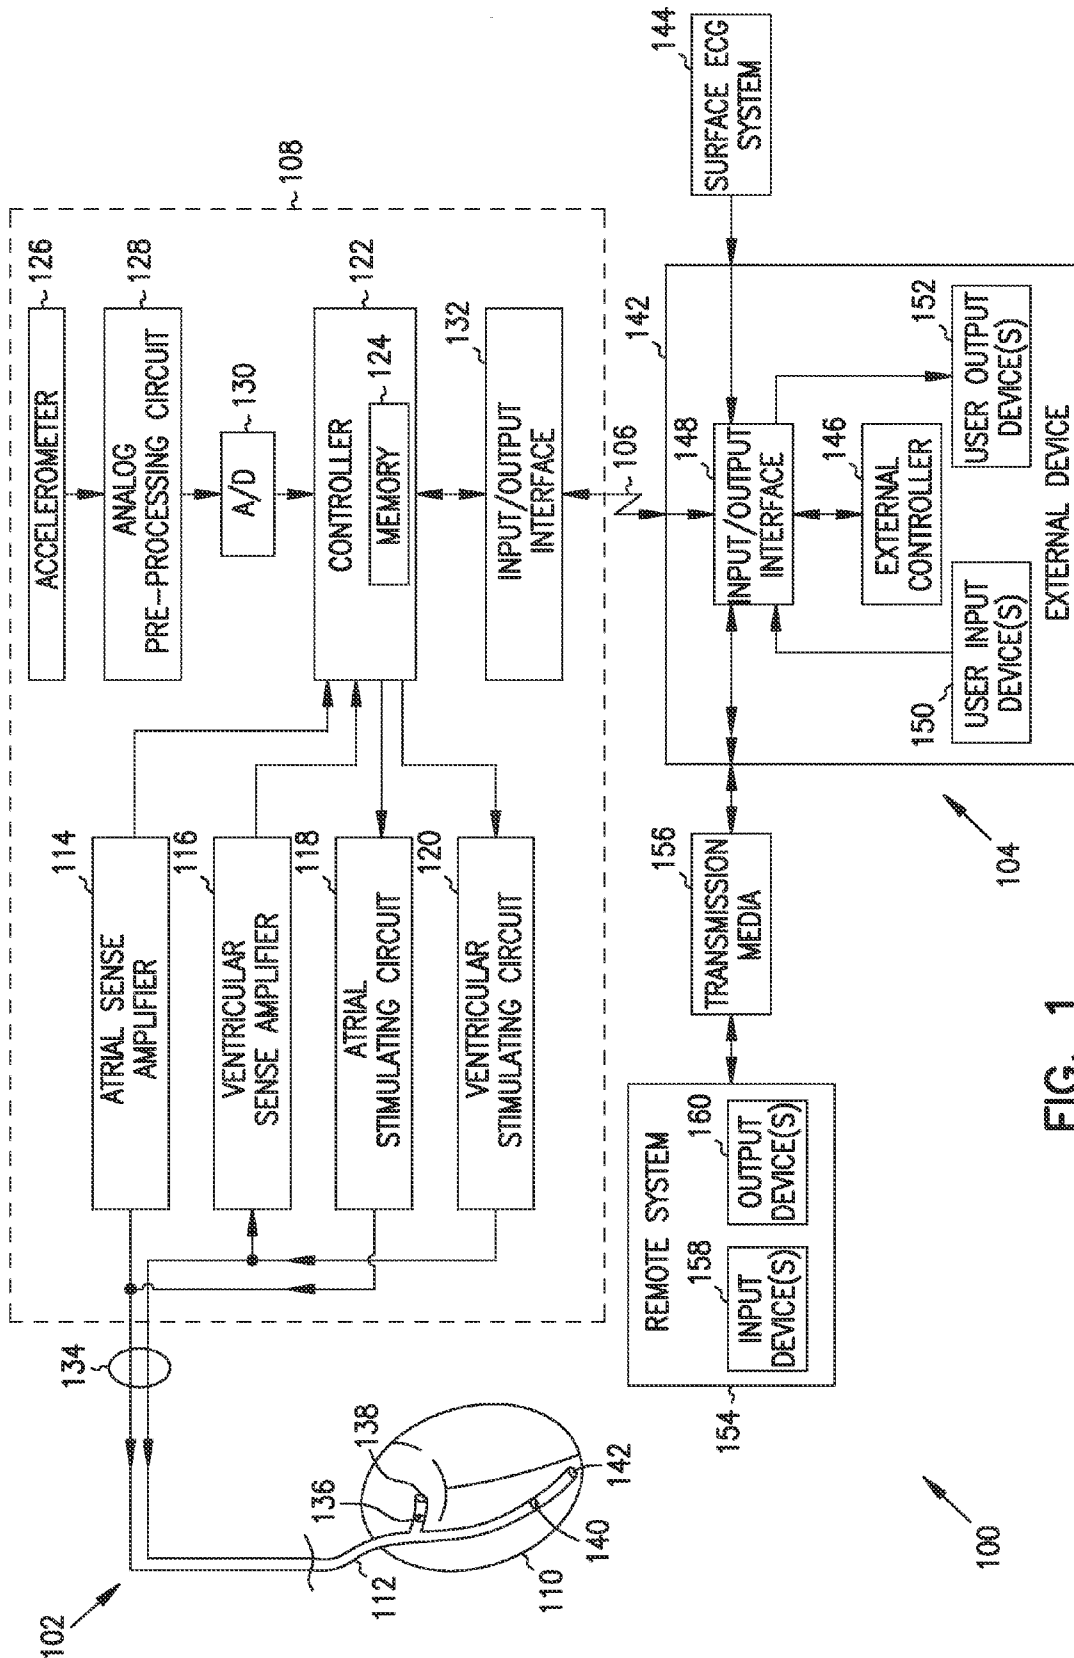 102
134
ATRIAL SENSE
AMPLIFIER
114
VENTRICULAR
SENSE AMPLIFIER
116
ATRIAL
STIMULATING CIRCUIT
118
VENTRICULAR
STIMULATING CIRCUIT
120
ACCELEROMETER
126
ANALOG
PRE-PROCESSING CIRCUIT
128
A/D
130
CONTROLLER
122
MEMORY
124
INPUT/OUTPUT
INTERFACE
132
108
106
112
110
136
138
140
142
REMOTE SYSTEM
154
INPUT
DEVICE(S)
158
OUTPUT
DEVICE(S)
160
TRANSMISSION
MEDIA
156
INPUT/OUTPUT
INTERFACE
148
EXTERNAL
CONTROLLER
146
USER INPUT
DEVICE(S)
150
USER OUTPUT
DEVICE(S)
152
EXTERNAL DEVICE
142
SURFACE ECG
SYSTEM
144
104
100
FIG. 1